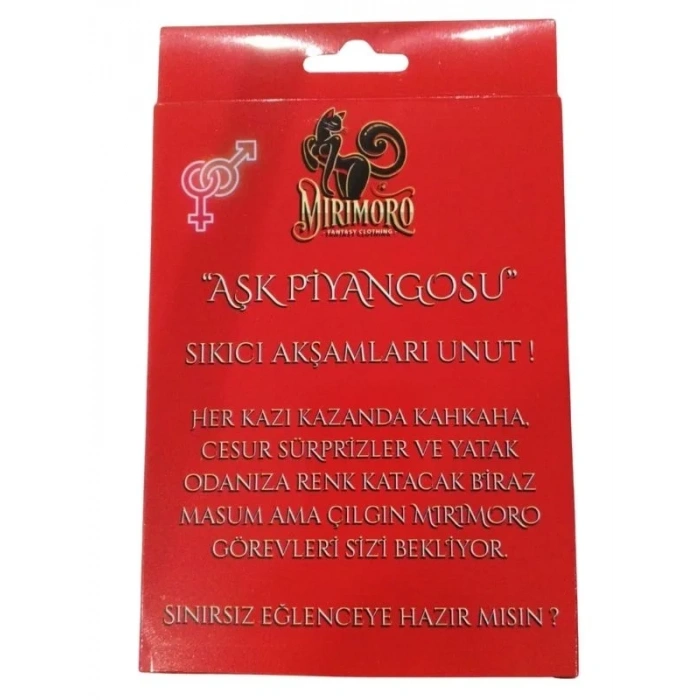 MIRIMORO
FANTASY CLOTHING
"AŞK PİYANGOSU"
SIKICI AKŞAMLARI UNUT !
HER KAZI KAZANDA KAHKAHA,
CESUR SÜRPRİZLER VE YATAK
ODANIZA RENK KATACAK BİRAZ
MASUM AMA ÇILGIN MIRIMORO
GÖREVLERİ SİZİ BEKLİYOR.
SINIRSIZ EĞLENCEYE HAZIR MISIN ?